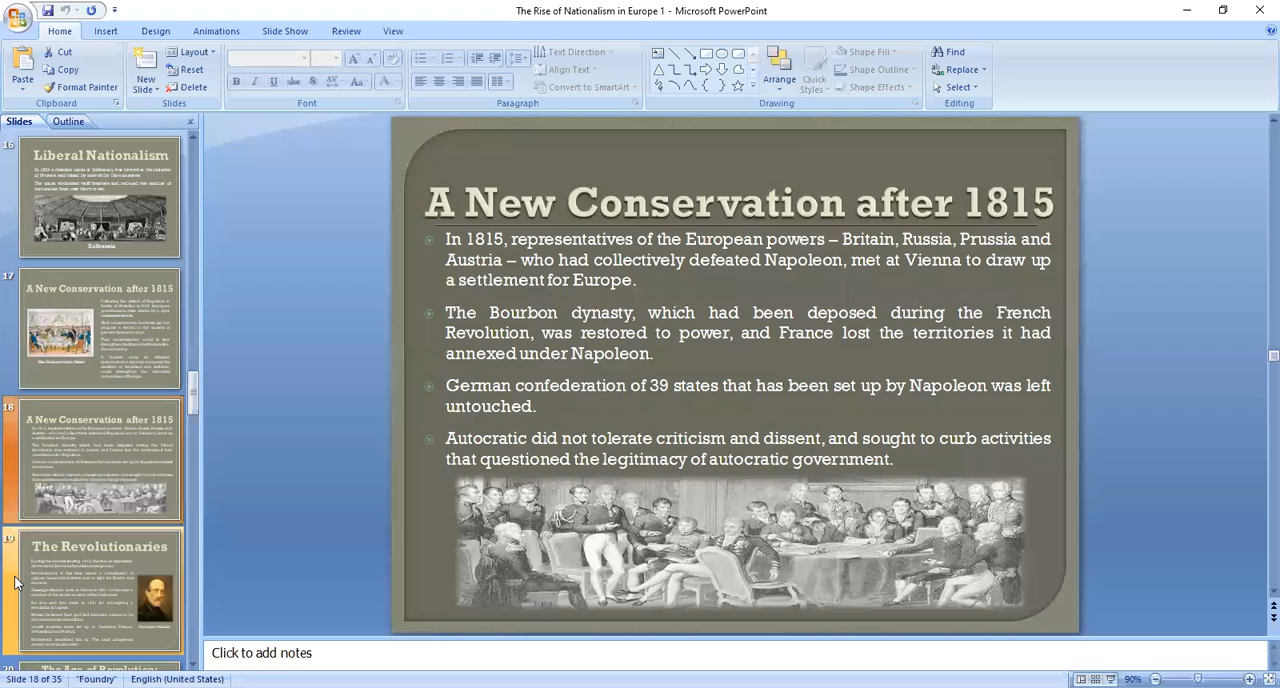 The Rise of Nationalism in Europe 1 - Microsoft PowerPoint
Home Insert Design Animations Slide Show Review View
Cut Layout Text Direction Shape Fill Find
Paste Copy New Slide Reset Align Text Arrange Quick Styles Shape Outline Replace
Format Painter Delete Convert to SmartArt Shape Effects Select
Clipboard Slides Font Paragraph Drawing Editing
Slides Outline
16
Liberal Nationalism
17
A New Conservation after 1815
18
A New Conservation after 1815
19
The Revolutionaries
20
The Age of Revolution:
A New Conservation after 1815
In 1815, representatives of the European powers – Britain, Russia, Prussia and
Austria – who had collectively defeated Napoleon, met at Vienna to draw up
a settlement for Europe.
The Bourbon dynasty, which had been deposed during the French
Revolution, was restored to power, and France lost the territories it had
annexed under Napoleon.
German confederation of 39 states that has been set up by Napoleon was left
untouched.
Autocratic did not tolerate criticism and dissent, and sought to curb activities
that questioned the legitimacy of autocratic government.
Click to add notes
Slide 18 of 35 "Foundry" English (United States) 90%